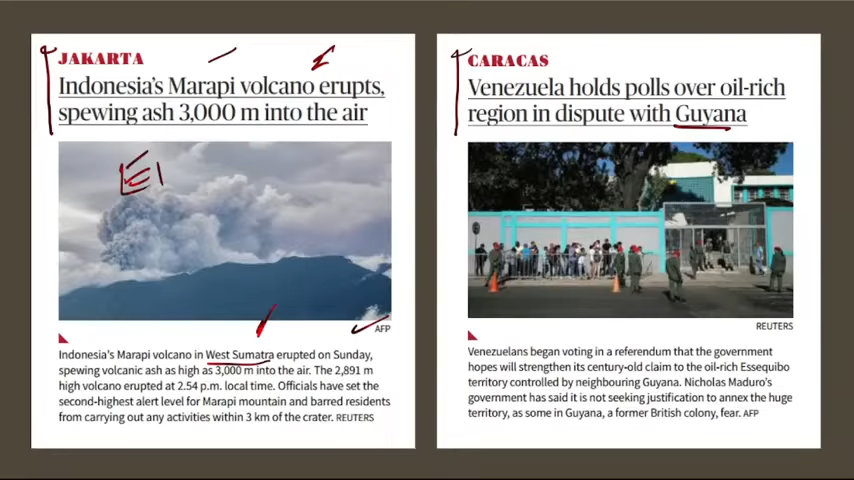 JAKARTA
Indonesia's Marapi volcano erupts,
spewing ash 3,000 m into the air
AFP
Indonesia's Marapi volcano in West Sumatra erupted on Sunday,
spewing volcanic ash as high as 3,000 m into the air. The 2,891 m
high volcano erupted at 2.54 p.m. local time. Officials have set the
second-highest alert level for Marapi mountain and barred residents
from carrying out any activities within 3 km of the crater. REUTERS
CARACAS
Venezuela holds polls over oil-rich
region in dispute with Guyana
REUTERS
Venezuelans began voting in a referendum that the government
hopes will strengthen its century-old claim to the oil-rich Essequibo
territory controlled by neighbouring Guyana. Nicholas Maduro's
government has said it is not seeking justification to annex the huge
territory, as some in Guyana, a former British colony, fear. AFP